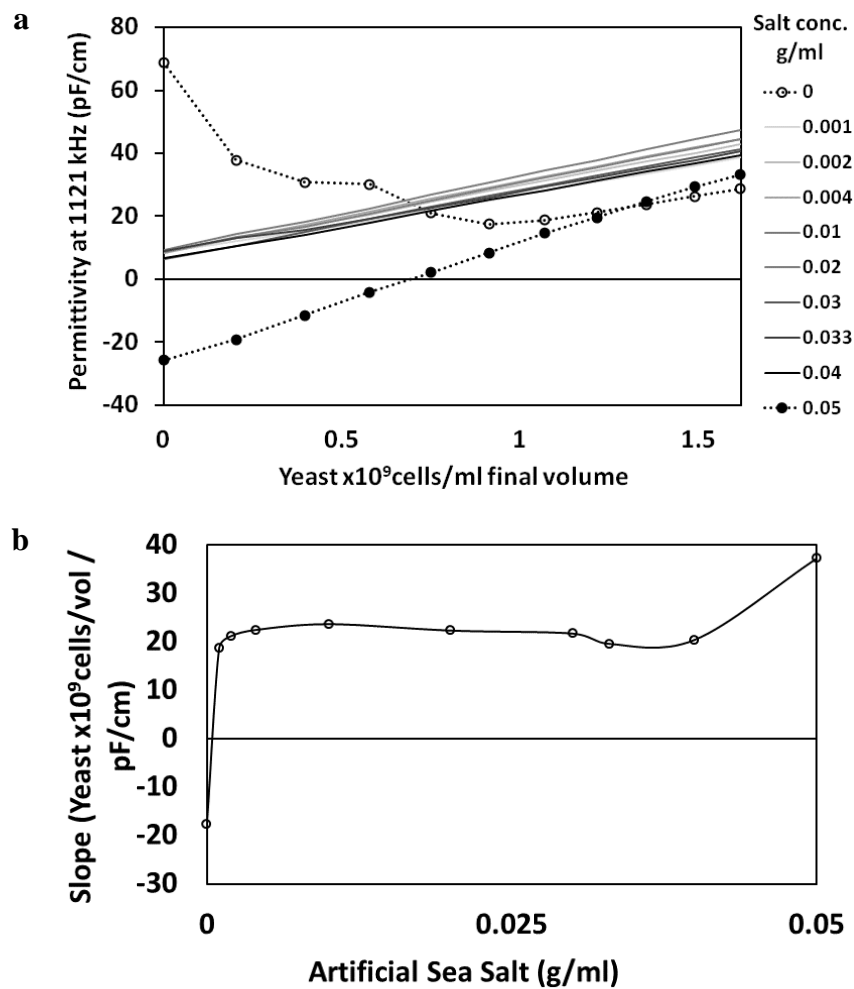 a
Salt conc.
g/ml
0
0.001
0.002
0.004
0.01
0.02
0.03
0.033
0.04
0.05
Permittivity at 1121 kHz (pF/cm)
80
60
40
20
0
-20
-40
0 0.5 1 1.5
Yeast x10⁹cells/ml final volume
b
Slope (Yeast x10⁹cells/vol /
pF/cm)
40
30
20
10
0
-10
-20
-30
0 0.025 0.05
Artificial Sea Salt (g/ml)